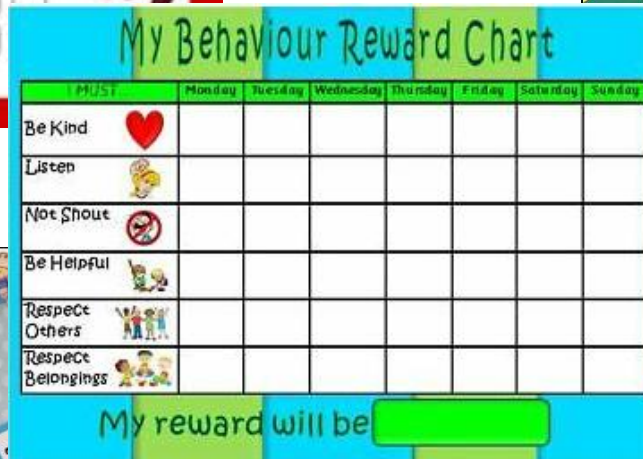 My Behaviour Reward Chart
I MUST... Monday Tuesday Wednesday Thursday Friday Saturday Sunday
Be Kind
Listen
Not Shout
Be Helpful
Respect
Others
Respect
Belongings
My reward will be